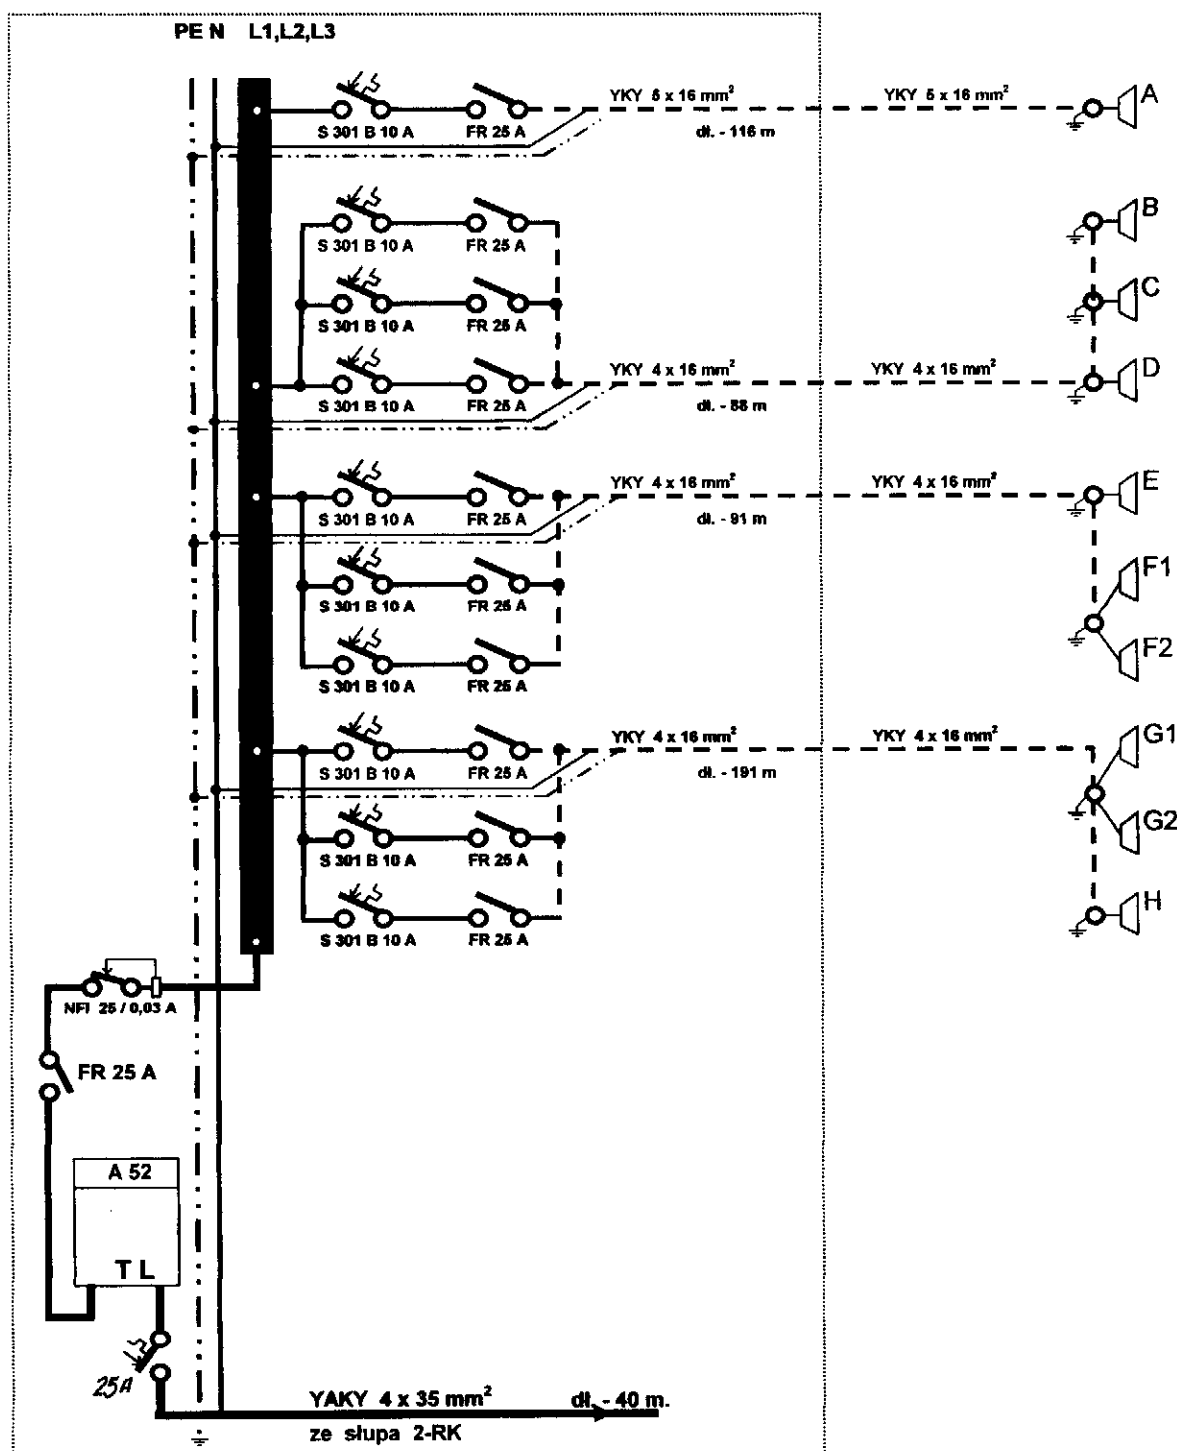 PE N L1,L2,L3
YKY 5 x 16 mm² YKY 5 x 16 mm² A
S 301 B 10 A FR 25 A dł. - 116 m
B
S 301 B 10 A FR 25 A
C
S 301 B 10 A FR 25 A
YKY 4 x 16 mm² YKY 4 x 16 mm² D
S 301 B 10 A FR 25 A dł. - 88 m
YKY 4 x 16 mm² YKY 4 x 16 mm² E
S 301 B 10 A FR 25 A dł. - 91 m
F1
S 301 B 10 A FR 25 A
F2
S 301 B 10 A FR 25 A
YKY 4 x 16 mm² YKY 4 x 16 mm² G1
S 301 B 10 A FR 25 A dł. - 191 m
G2
S 301 B 10 A FR 25 A
H
S 301 B 10 A FR 25 A
NFI 25 / 0,03 A
FR 25 A
A 52
T L
25A
YAKY 4 x 35 mm² dł. - 40 m.
ze słupa 2-RK